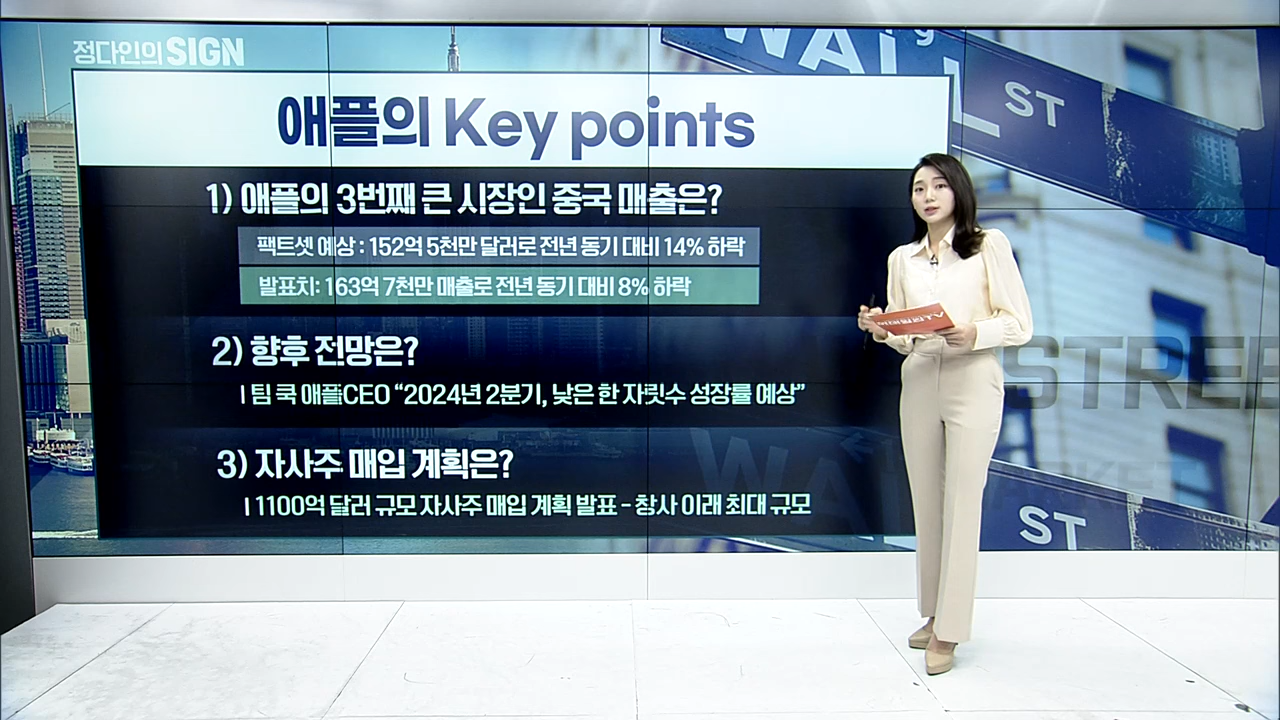 정다인의 SIGN
애플의 Key points
1) 애플의 3번째 큰 시장인 중국 매출은?
팩트셋 예상 : 152억 5천만 달러로 전년 동기 대비 14% 하락
발표치: 163억 7천만 매출로 전년 동기 대비 8% 하락
2) 향후 전망은?
I 팀 쿡 애플CEO “2024년 2분기, 낮은 한 자릿수 성장률 예상”
3) 자사주 매입 계획은?
I 1100억 달러 규모 자사주 매입 계획 발표 - 창사 이래 최대 규모
WALL ST
STREE
WALL ST